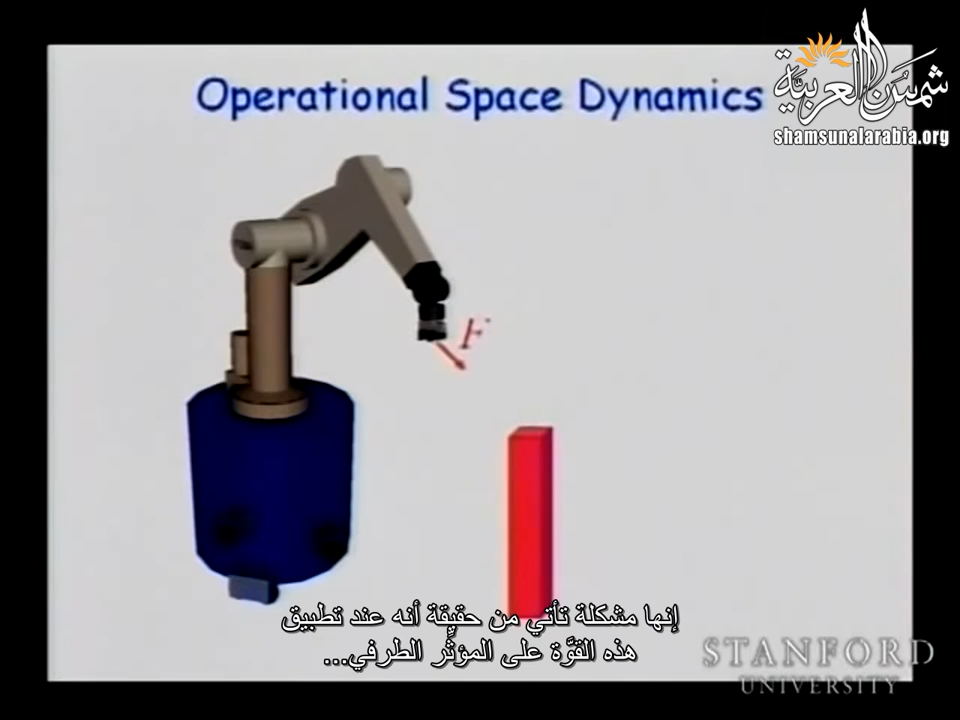 Operational Space Dynamics
شمس العربية
shamsunalarabia.org
F
إنها مشكلة تأتي من حقيقة أنه عند تطبيق
هذه القوَّة على المؤثِّر الطرفي...
STANFORD
UNIVERSITY